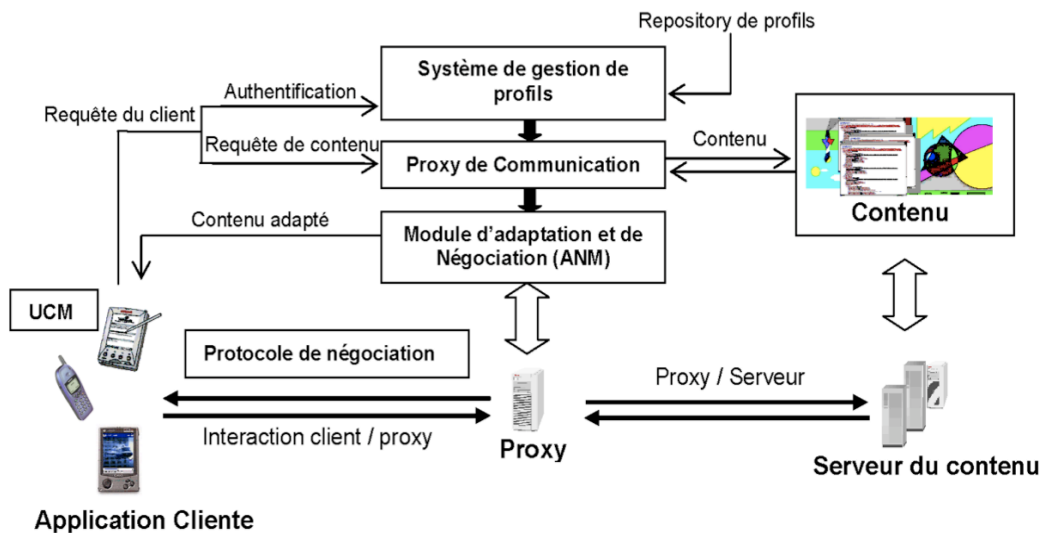 Repository de profils
Système de gestion de
profils
Authentification
Requête du client
Requête de contenu
Proxy de Communication
Contenu
Contenu
Contenu adapté
Module d'adaptation et de
Négociation (ANM)
UCM
Protocole de négociation
Interaction client / proxy
Proxy
Proxy / Serveur
Serveur du contenu
Application Cliente